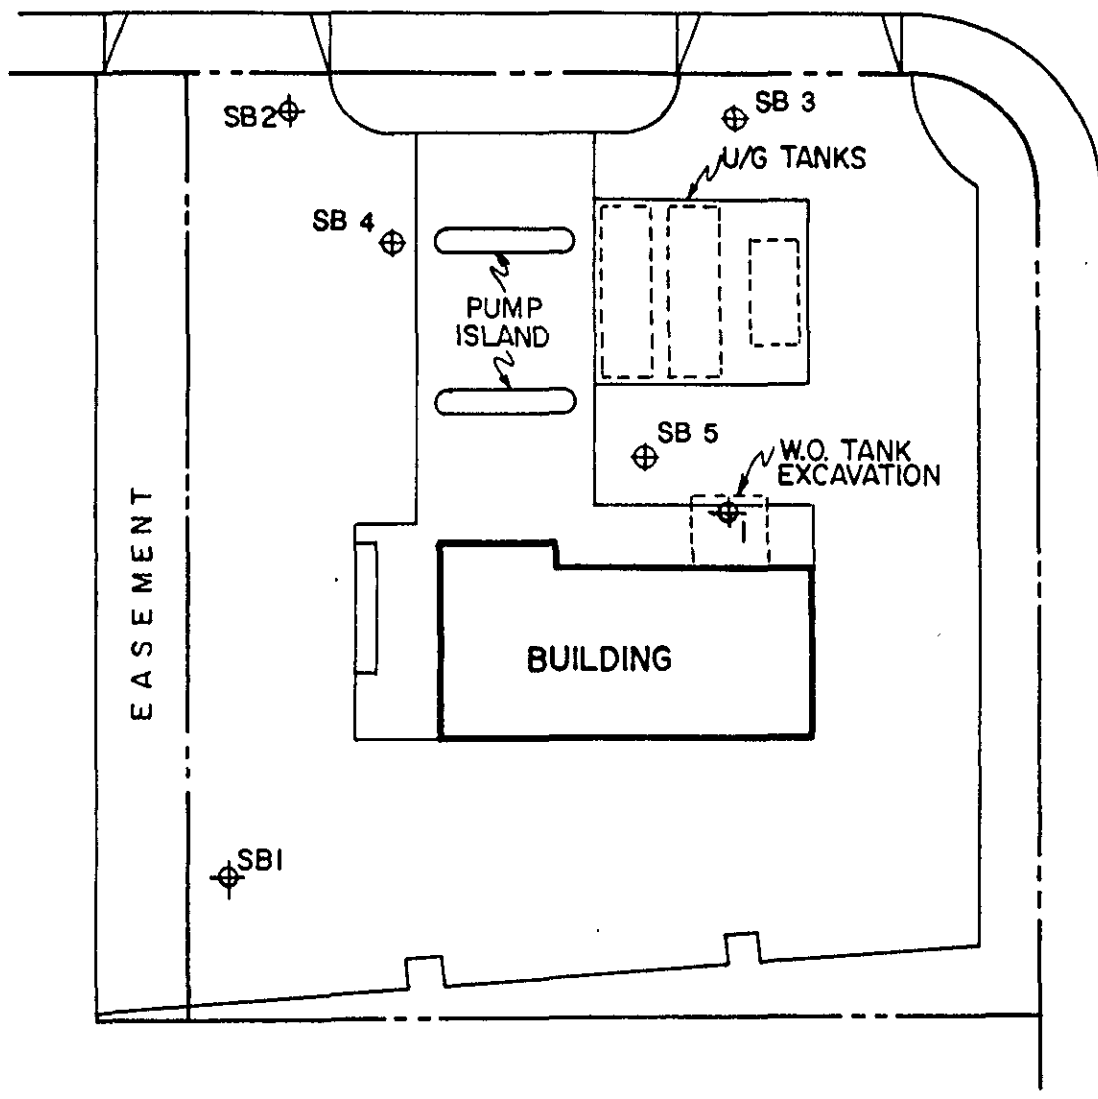 SB 3
SB2
U/G TANKS
SB 4
PUMP
ISLAND
SB 5
W.O. TANK
EXCAVATION
1
EASEMENT
BUILDING
SB1